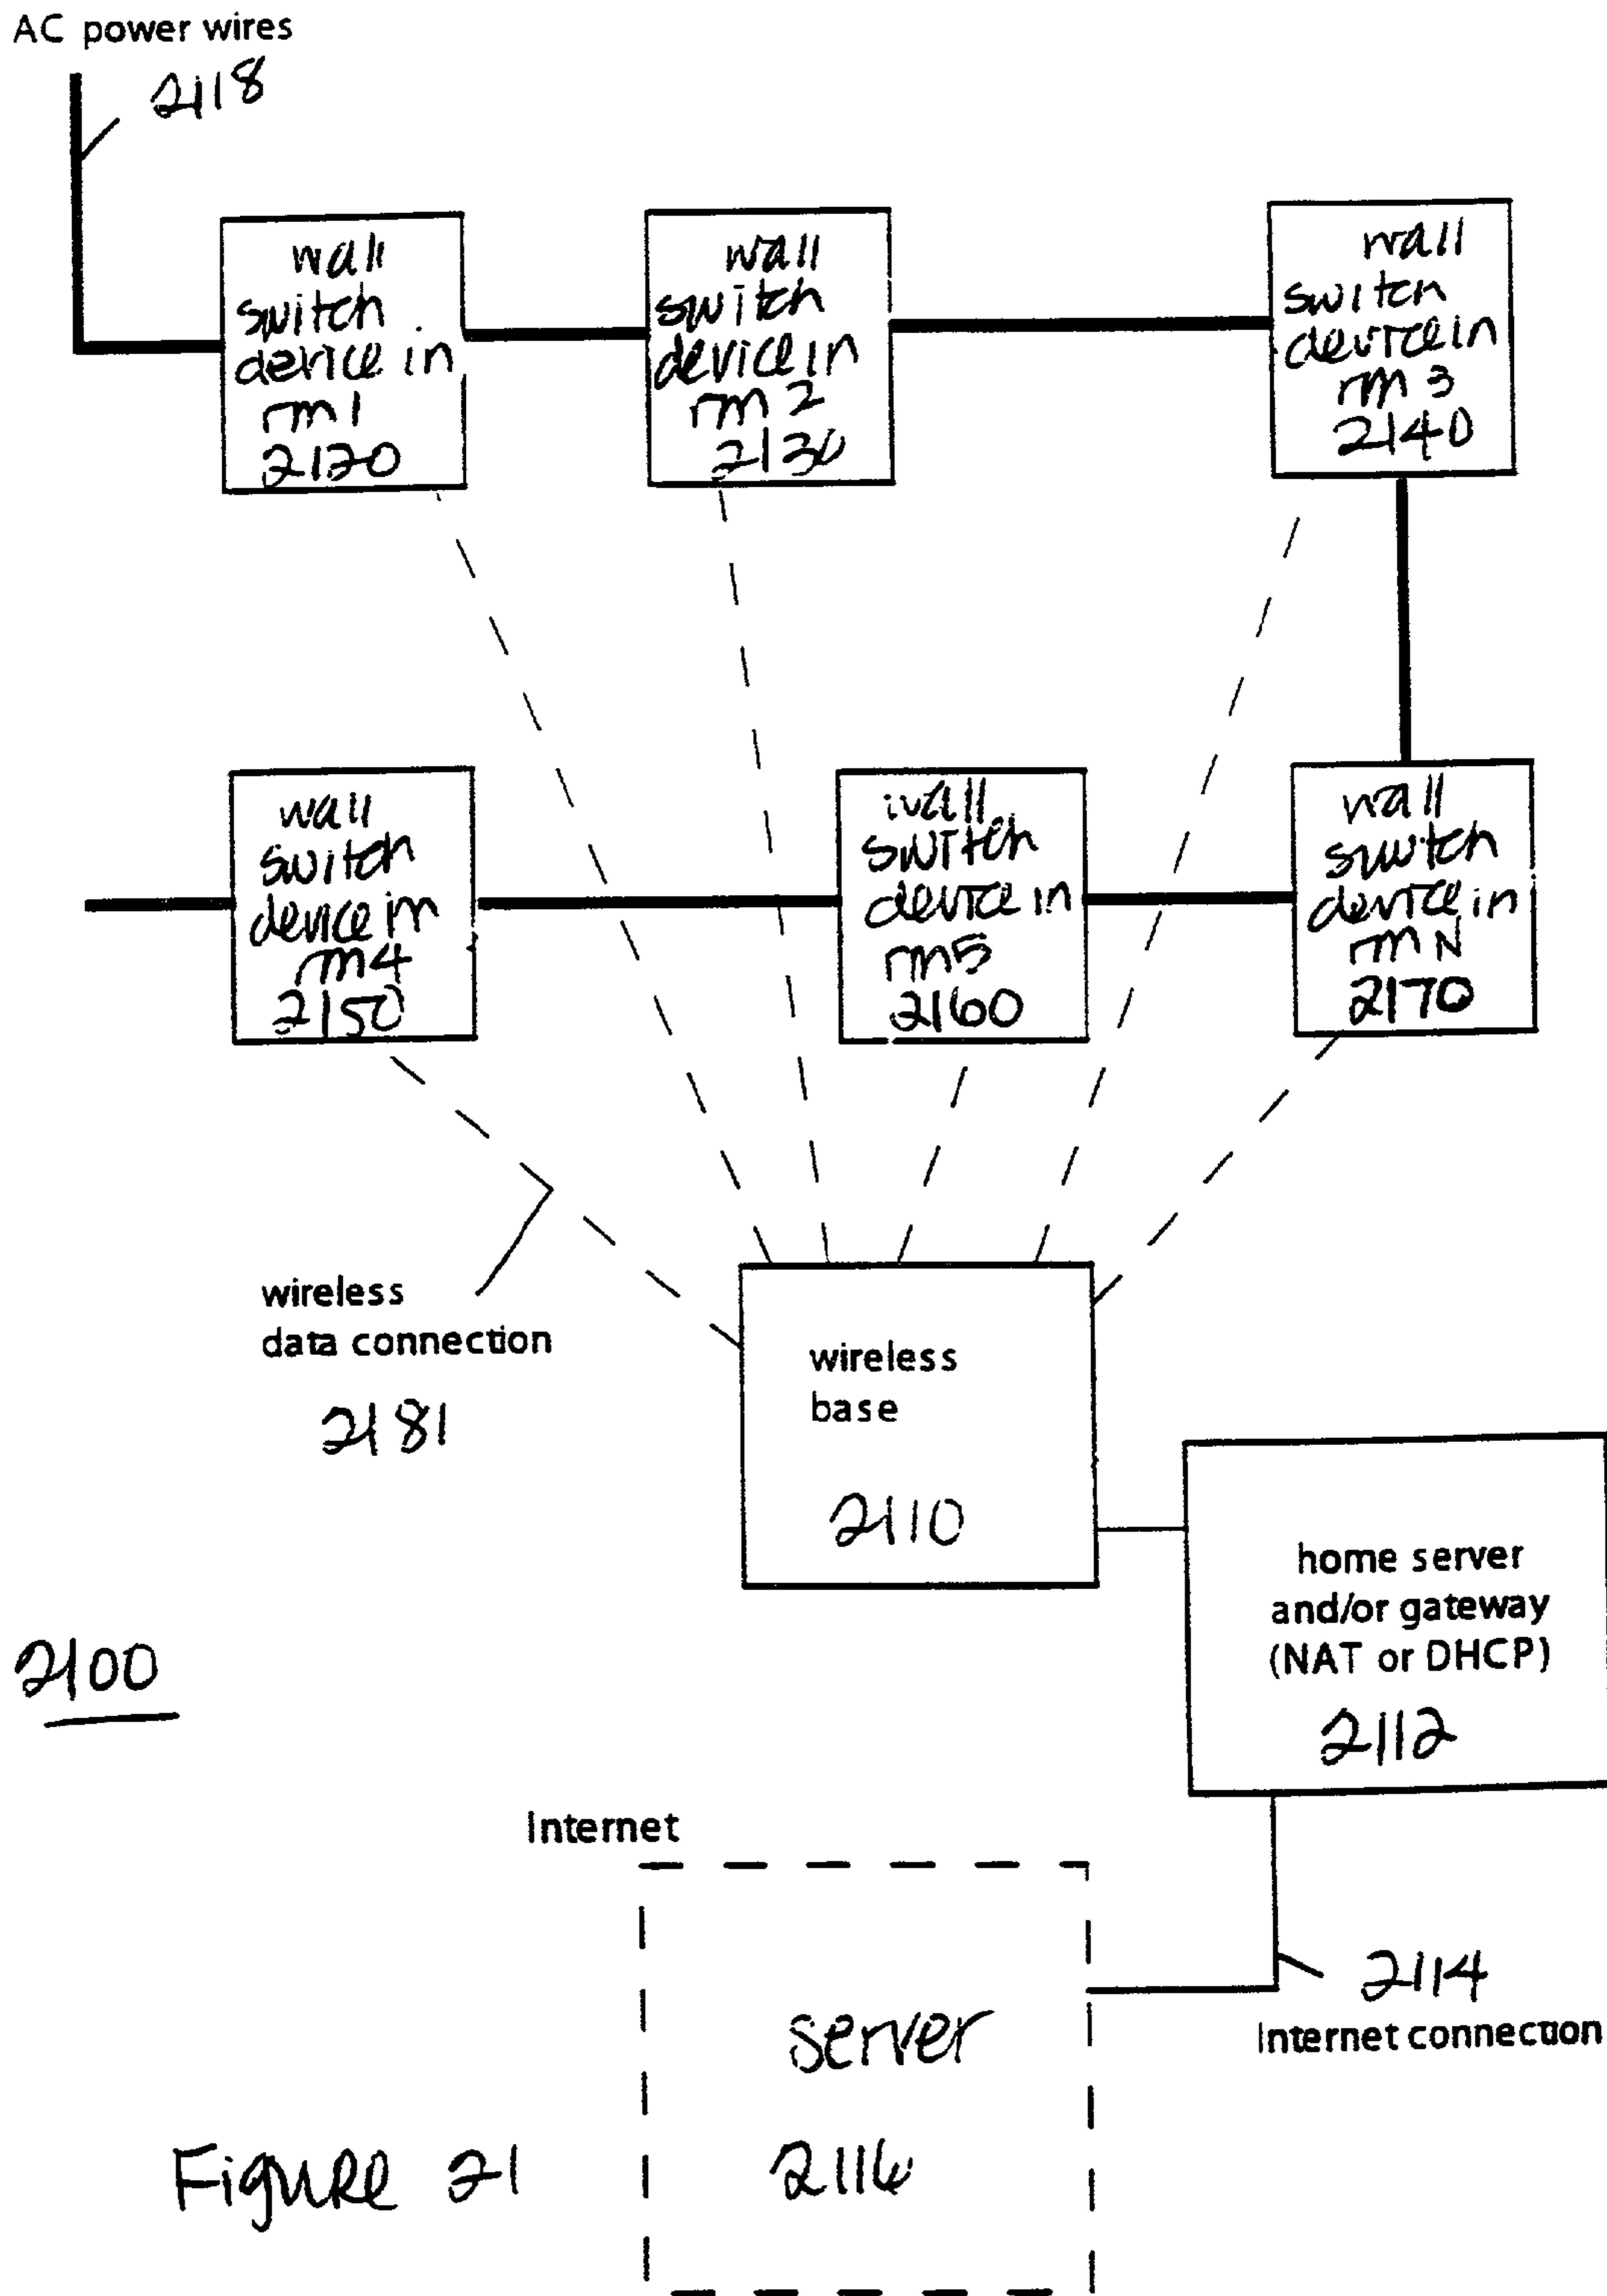 AC power wires
2118
wall
switch
device in
rm 1
2120
wall
switch
device in
rm 2
2130
wall
switch
device in
rm 3
2140
wall
switch
device in
rm 4
2150
wall
switch
device in
rm 5
2160
wall
switch
device in
rm N
2170
wireless
data connection
2181
wireless
base
2110
home server
and/or gateway
(NAT or DHCP)
2112
2100
Internet
server
2116
2114
Internet connection
Figure 21